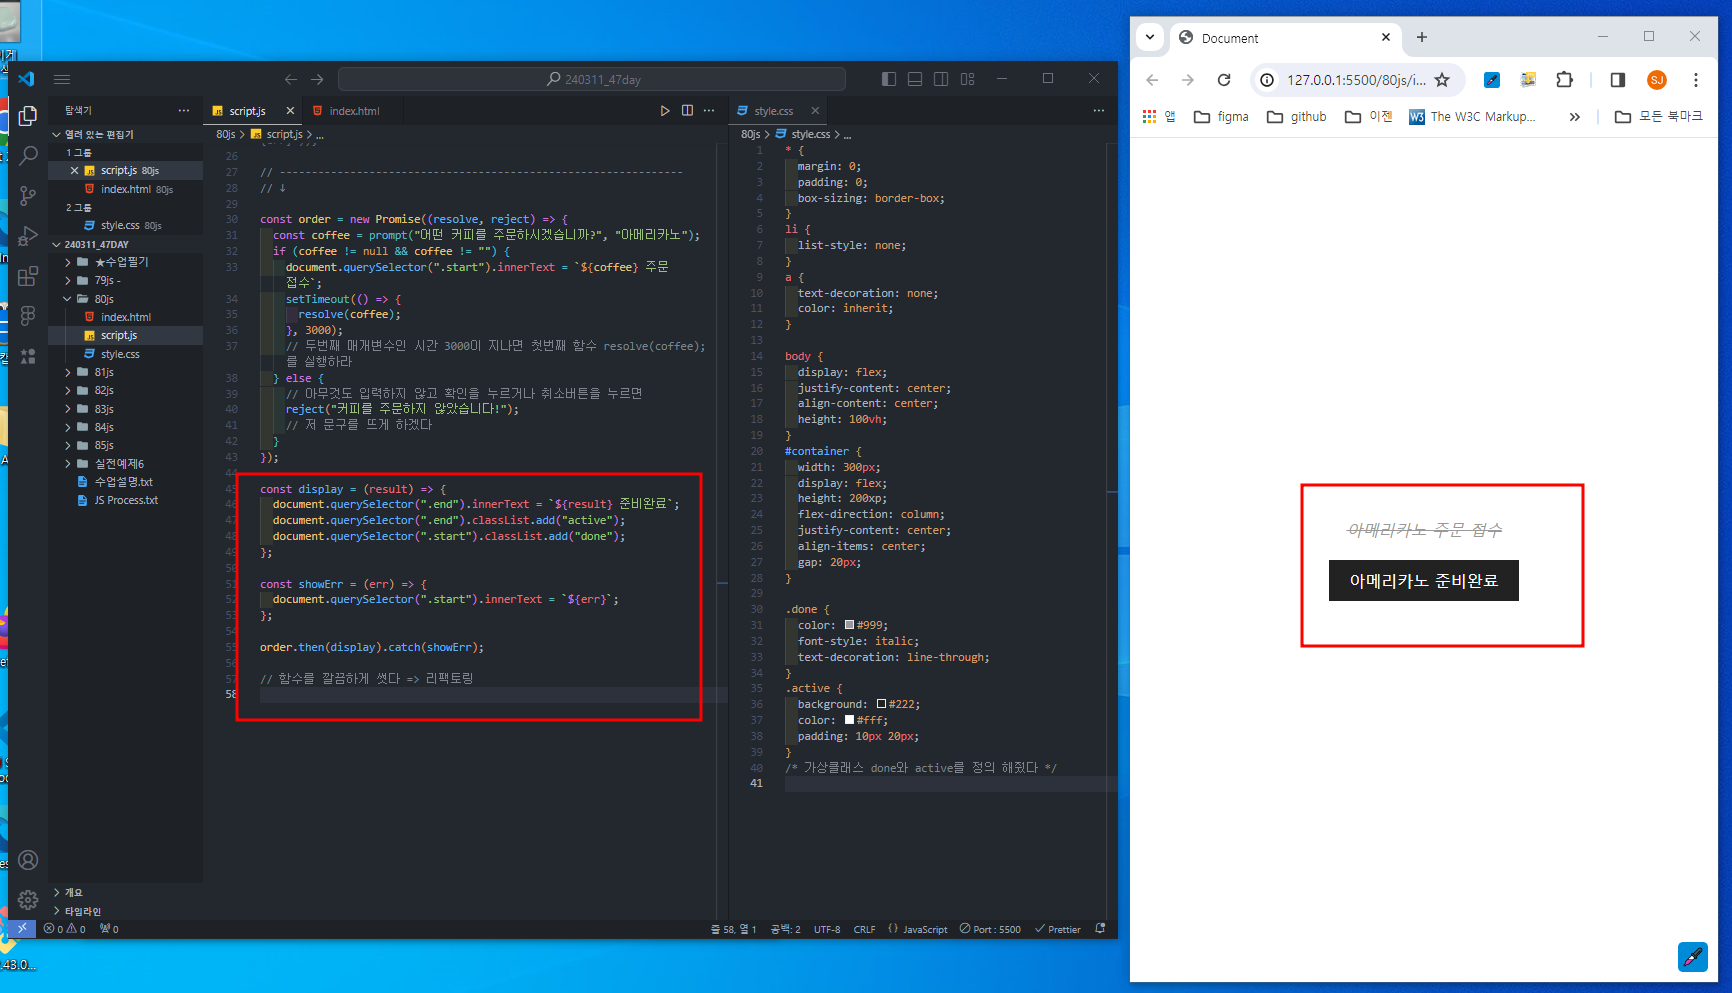 240311_47day
탐색기
열려 있는 편집기
1 그룹
script.js 80js
index.html 80js
2 그룹
style.css 80js
240311_47DAY
★수업필기
79js -
80js
index.html
script.js
style.css
81js
82js
83js
84js
85js
실전예제6
수업설명.txt
JS Process.txt
개요
타임라인
script.js
index.html
80js > script.js > ...
26
27 // ---------------------------------------------------------------
28 // ↓
29
30 const order = new Promise((resolve, reject) => {
31 const coffee = prompt("어떤 커피를 주문하시겠습니까?", "아메리카노");
32 if (coffee != null && coffee != "") {
33 document.querySelector(".start").innerText = `${coffee} 주문
접수`;
34 setTimeout(() => {
35 resolve(coffee);
36 }, 3000);
37 // 두번째 매개변수인 시간 3000이 지나면 첫번째 함수 resolve(coffee);
를 실행하라
38 } else {
39 // 아무것도 입력하지 않고 확인을 누르거나 취소버튼을 누르면
40 reject("커피를 주문하지 않았습니다!");
41 // 저 문구를 뜨게 하겠다
42 }
43 });
44
45 const display = (result) => {
46 document.querySelector(".end").innerText = `${result} 준비완료`;
47 document.querySelector(".end").classList.add("active");
48 document.querySelector(".start").classList.add("done");
49 };
50
51 const showErr = (err) => {
52 document.querySelector(".start").innerText = `${err}`;
53 };
54
55 order.then(display).catch(showErr);
56
57 // 함수를 깔끔하게 썻다 => 리팩토링
58
style.css
80js > style.css > ...
1 * {
2 margin: 0;
3 padding: 0;
4 box-sizing: border-box;
5 }
6 li {
7 list-style: none;
8 }
9 a {
10 text-decoration: none;
11 color: inherit;
12 }
13
14 body {
15 display: flex;
16 justify-content: center;
17 align-content: center;
18 height: 100vh;
19 }
20 #container {
21 width: 300px;
22 display: flex;
23 height: 200xp;
24 flex-direction: column;
25 justify-content: center;
26 align-items: center;
27 gap: 20px;
28 }
29
30 .done {
31 color: #999;
32 font-style: italic;
33 text-decoration: line-through;
34 }
35 .active {
36 background: #222;
37 color: #fff;
38 padding: 10px 20px;
39 }
40 /* 가상클래스 done와 active를 정의 해줬다 */
41
0 0 0
줄 58, 열 1 공백: 2 UTF-8 CRLF {} JavaScript Port : 5500 Prettier
Document
127.0.0.1:5500/80js/i...
SJ
앱 figma github 이젠 W3 The W3C Markup... » 모든 북마크
아메리카노 주문 접수
아메리카노 준비완료
.43.0...